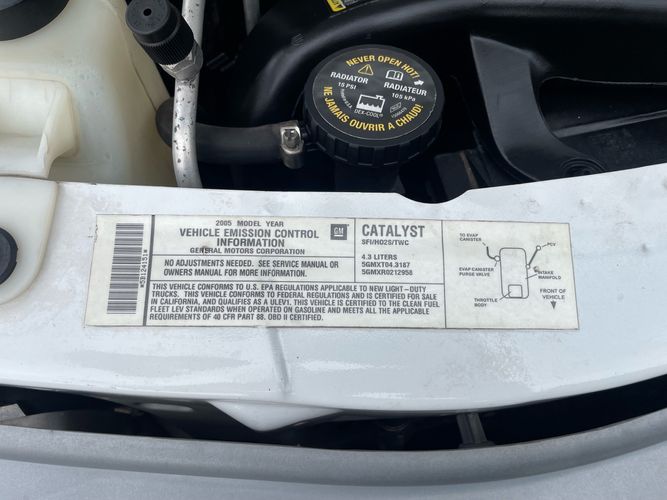 NEVER OPEN HOT!
RADIATOR
15 PSI
RADIATEUR
105 kPa
DEX-COOL®
NE JAMAIS OUVRIR A CHAUD!
2005 MODEL YEAR
VEHICLE EMISSION CONTROL
INFORMATION
GENERAL MOTORS CORPORATION
GM
NO ADJUSTMENTS NEEDED. SEE SERVICE MANUAL OR
OWNERS MANUAL FOR MORE INFORMATION.
THIS VEHICLE CONFORMS TO U.S. EPA REGULATIONS APPLICABLE TO NEW LIGHT-DUTY
TRUCKS. THIS VEHICLE CONFORMS TO FEDERAL REGULATIONS AND IS CERTIFIED FOR SALE
IN CALIFORNIA, AND QUALIFIES AS A ULEV1. THIS VEHICLE IS CERTIFIED TO THE CLEAN FUEL
FLEET LEV STANDARDS WHEN OPERATED ON GASOLINE AND MEETS ALL THE APPLICABLE
REQUIREMENTS OF 40 CFR PART 88. OBD II CERTIFIED.
CATALYST
SFI/HO2S/TWC
4.3 LITERS
5GMXT04.3187
5GMXR0212958
TO EVAP
CANISTER
PCV
EVAP CANISTER
PURGE VALVE
INTAKE
MANIFOLD
THROTTLE
BODY
FRONT OF
VEHICLE